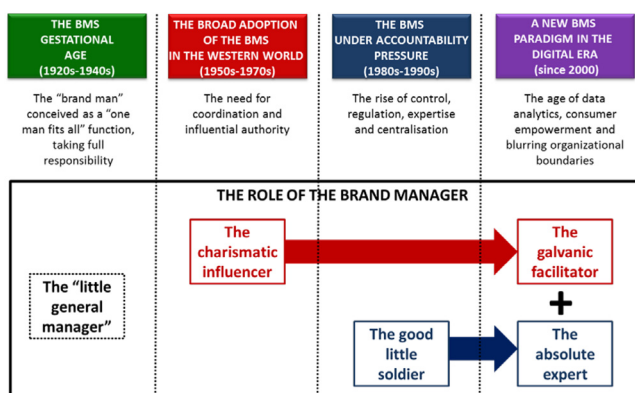 THE BMS
GESTATIONAL
AGE
(1920s-1940s)
THE BROAD ADOPTION
OF THE BMS
IN THE WESTERN WORLD
(1950s-1970s)
THE BMS
UNDER ACCOUNTABILITY
PRESSURE
(1980s-1990s)
A NEW BMS
PARADIGM IN THE
DIGITAL ERA
(since 2000)
The “brand man”
conceived as a “one
man fits all” function,
taking full
responsibility
The need for
coordination and
influential authority
The rise of control,
regulation, expertise
and centralisation
The age of data
analytics, consumer
empowerment and
blurring organizational
boundaries
THE ROLE OF THE BRAND MANAGER
The “little
general
manager”
The
charismatic
influencer
The
galvanic
facilitator
+
The good
little
soldier
The
absolute
expert